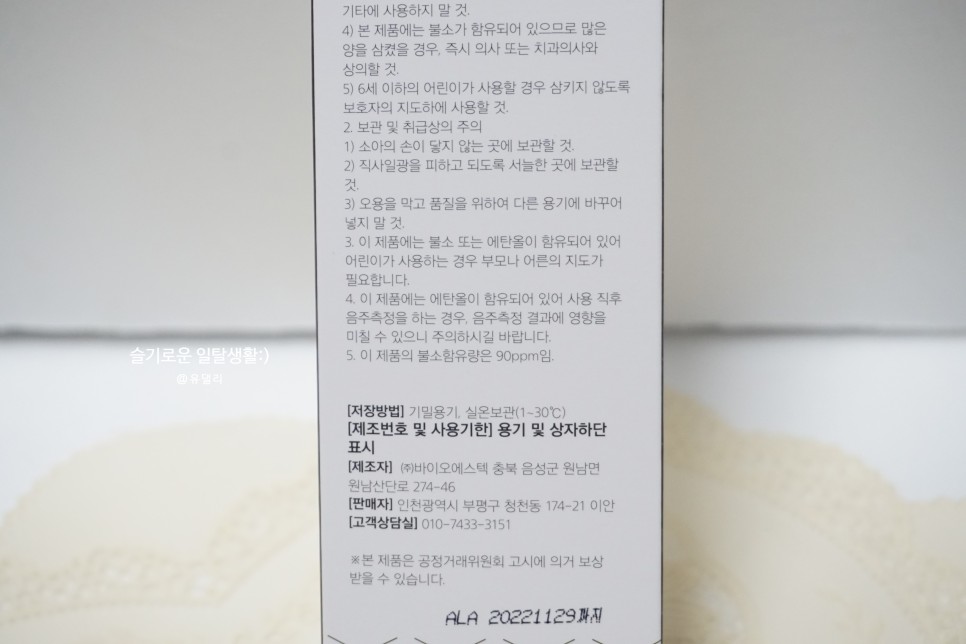 기타에 사용하지 말 것.
4) 본 제품에는 불소가 함유되어 있으므로 많은
양을 삼켰을 경우, 즉시 의사 또는 치과의사와
상의할 것.
5) 6세 이하의 어린이가 사용할 경우 삼키지 않도록
보호자의 지도하에 사용할 것.
2. 보관 및 취급상의 주의
1) 소아의 손이 닿지 않는 곳에 보관할 것.
2) 직사일광을 피하고 되도록 서늘한 곳에 보관할
것.
3) 오용을 막고 품질을 위하여 다른 용기에 바꾸어
넣지 말 것.
3. 이 제품에는 불소 또는 에탄올이 함유되어 있어
어린이가 사용하는 경우 부모나 어른의 지도가
필요합니다.
4. 이 제품에는 에탄올이 함유되어 있어 사용 직후
음주측정을 하는 경우, 음주측정 결과에 영향을
미칠 수 있으니 주의하시길 바랍니다.
5. 이 제품의 불소함유량은 90ppm임.
슬기로운 일탈생활:)
@유델리
[저장방법] 기밀용기, 실온보관(1~30℃)
[제조번호 및 사용기한] 용기 및 상자하단
표시
[제조자] ㈜바이오에스텍 충북 음성군 원남면
원남산단로 274-46
[판매자] 인천광역시 부평구 청천동 174-21 이안
[고객상담실] 010-7433-3151
※본 제품은 공정거래위원회 고시에 의거 보상
받을 수 있습니다.
ALA 20221129까지